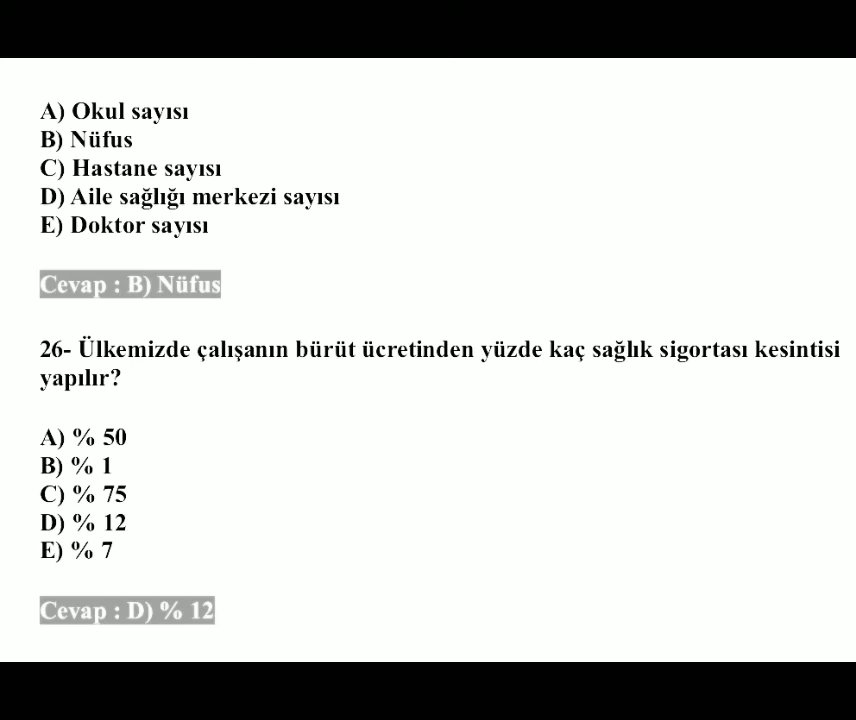 A) Okul sayısı
B) Nüfus
C) Hastane sayısı
D) Aile sağlığı merkezi sayısı
E) Doktor sayısı
Cevap : B) Nüfus
26- Ülkemizde çalışanın bürüt ücretinden yüzde kaç sağlık sigortası kesintisi
yapılır?
A) % 50
B) % 1
C) % 75
D) % 12
E) % 7
Cevap : D) % 12